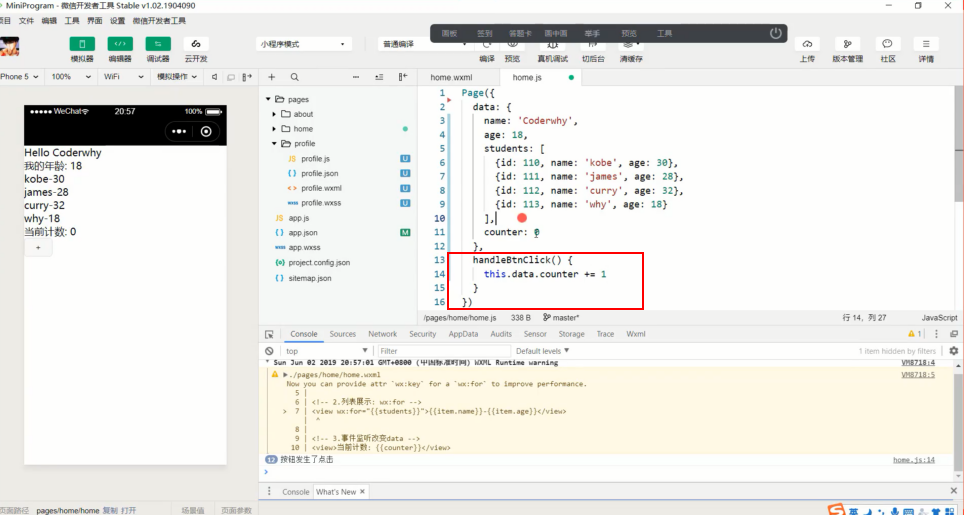 MiniProgram - 微信开发者工具 Stable v1.02.1904090
项目 文件 编辑 工具 界面 设置 微信开发者工具
画板 签到 答题卡 画中画 举手 预览 工具
小程序模式
普通编译
模拟器 编辑器 调试器 云开发
编译 预览 真机调试 切后台 清缓存
上传 版本管理 社区 详情
Phone 5 100% WiFi 模拟操作
home.wxml home.js
WeChat 20:57 100%
Hello Coderwhy
我的年龄: 18
kobe-30
james-28
curry-32
why-18
当前计数: 0
+
pages
about
home
profile
JS profile.js U
{ } profile.json U
<> profile.wxml U
wxss profile.wxss U
JS app.js
{ } app.json M
wxss app.wxss
{o} project.config.json
{ } sitemap.json
1 Page({
2 data: {
3 name: 'Coderwhy',
4 age: 18,
5 students: [
6 {id: 110, name: 'kobe', age: 30},
7 {id: 111, name: 'james', age: 28},
8 {id: 112, name: 'curry', age: 32},
9 {id: 113, name: 'why', age: 18}
10 ],
11 counter: 0
12 },
13 handleBtnClick() {
14 this.data.counter += 1
15 }
16 })
/pages/home/home.js 338 B master* 行 14, 列 27 JavaScript
Console Sources Network Security AppData Audits Sensor Storage Trace Wxml 1
top Filter Default levels 1 item hidden by filters
Sun Jun 02 2019 20:57:01 GMT+0800 (中国标准时间) WXML Runtime warning VM8718:4
./pages/home/home.wxml VM8718:5
Now you can provide attr `wx:key` for a `wx:for` to improve performance.
5 |
6 | <!-- 2.列表展示: wx:for -->
> 7 | <view wx:for="{{students}}">{{item.name}}-{{item.age}}</view>
| ^
8 |
9 | <!-- 3.事件监听改变data -->
10 | <view>当前计数: {{counter}}</view>
12 按钮发生了点击 home.js:14
>
Console What's New ×
页面路径 pages/home/home 复制 打开 场景值 页面参数
英